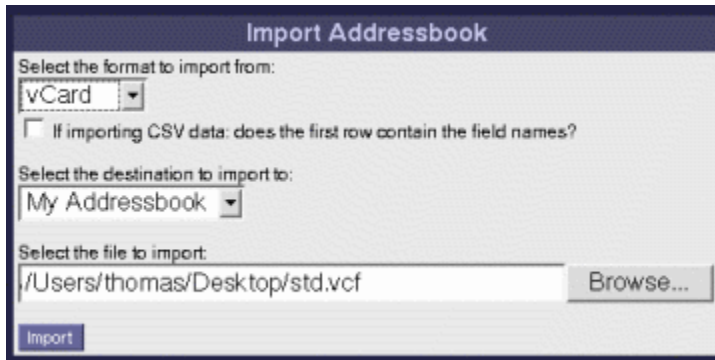 Import Addressbook
Select the format to import from:
vCard
If importing CSV data: does the first row contain the field names?
Select the destination to import to:
My Addressbook
Select the file to import:
/Users/thomas/Desktop/std.vcf Browse...
Import